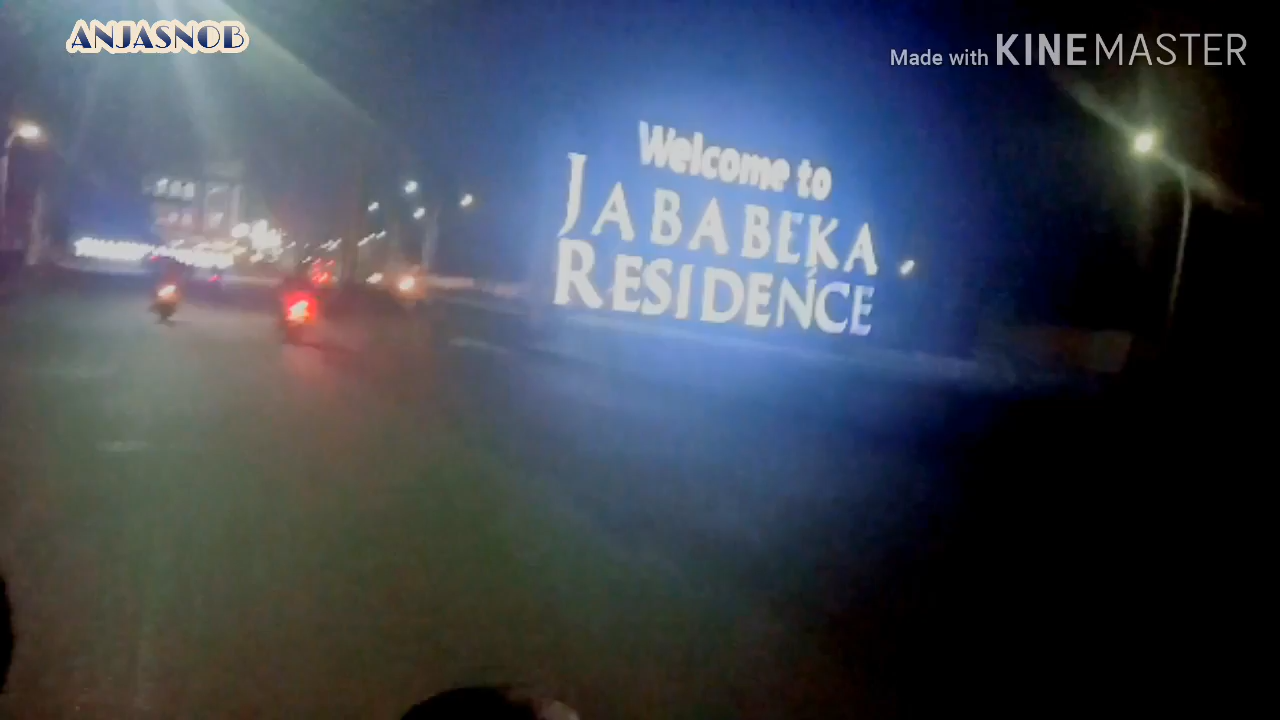 ANJASNOB
Made with KINEMASTER
Welcome to
JABABEKA
RESIDENCE